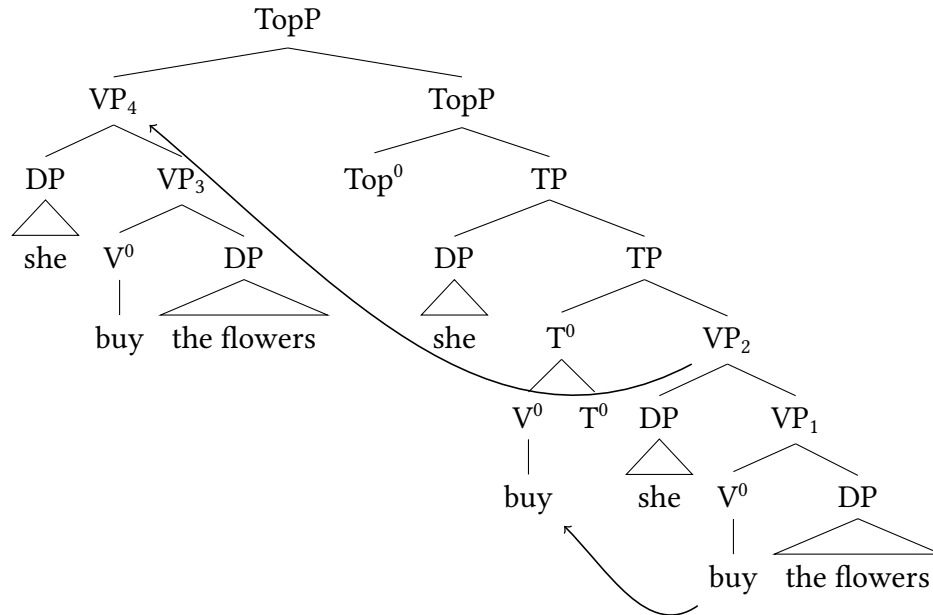 TopP
VP₄ TopP
DP VP₃ Top⁰ TP
she V⁰ DP DP TP
buy the flowers she T⁰ VP₂
V⁰ T⁰ DP VP₁
buy she V⁰ DP
buy the flowers